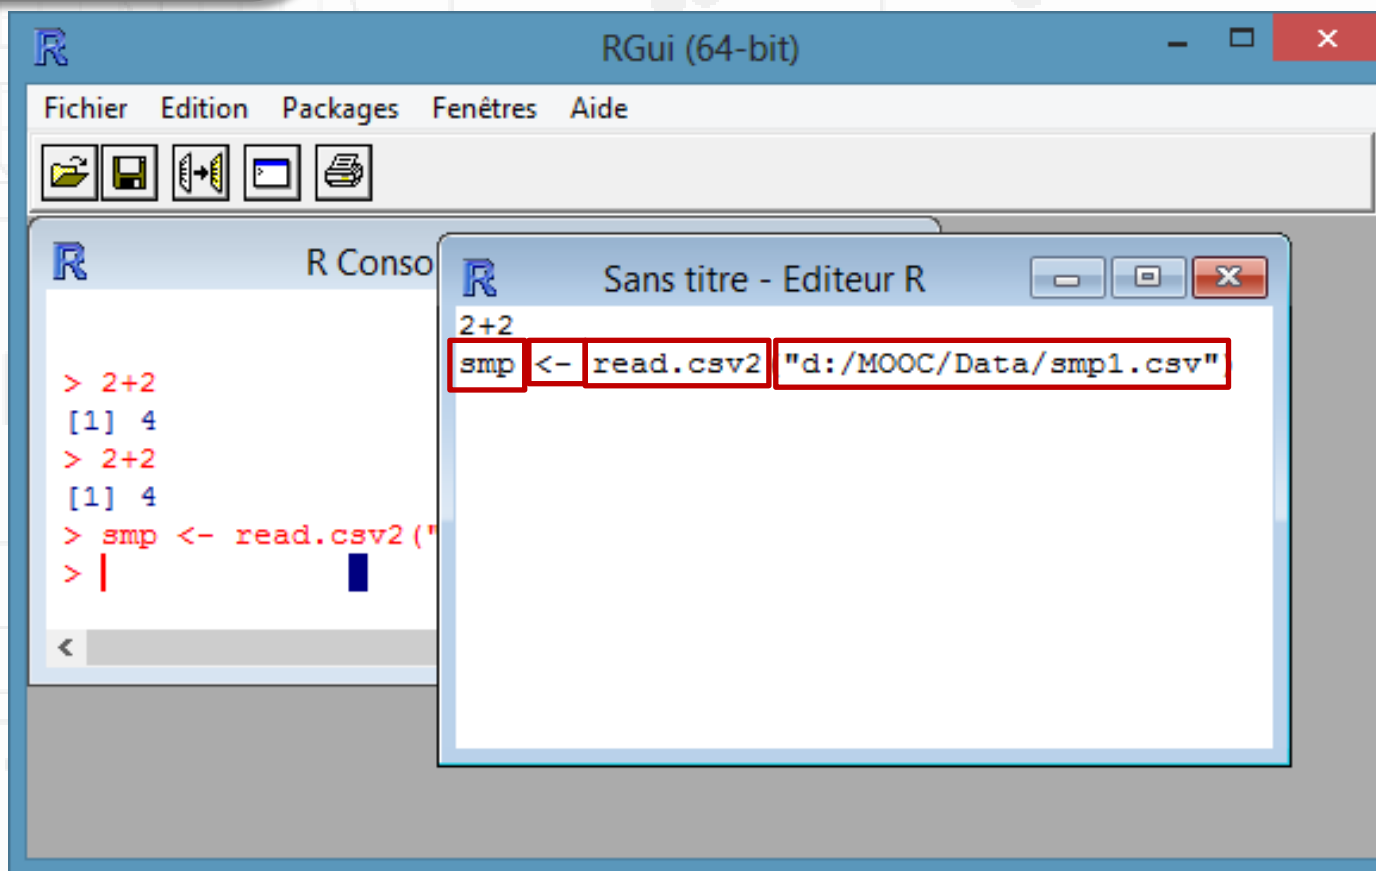 RGui (64-bit)
Fichier Edition Packages Fenêtres Aide
R Conso
> 2+2
[1] 4
> 2+2
[1] 4
> smp <- read.csv2("
>
Sans titre - Editeur R
2+2
smp <- read.csv2("d:/MOOC/Data/smp1.csv")